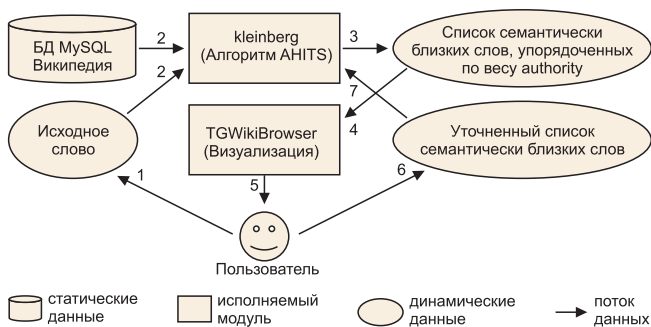 БД MySQL
Википедия
2
2
kleinberg
(Алгоритм AHITS)
3
Список семантически
близких слов, упорядоченных
по весу authority
7
4
Исходное
слово
TGWikiBrowser
(Визуализация)
Уточненный список
семантически близких слов
1
5
6
Пользователь
статические
данные
исполняемый
модуль
динамические
данные
поток
данных